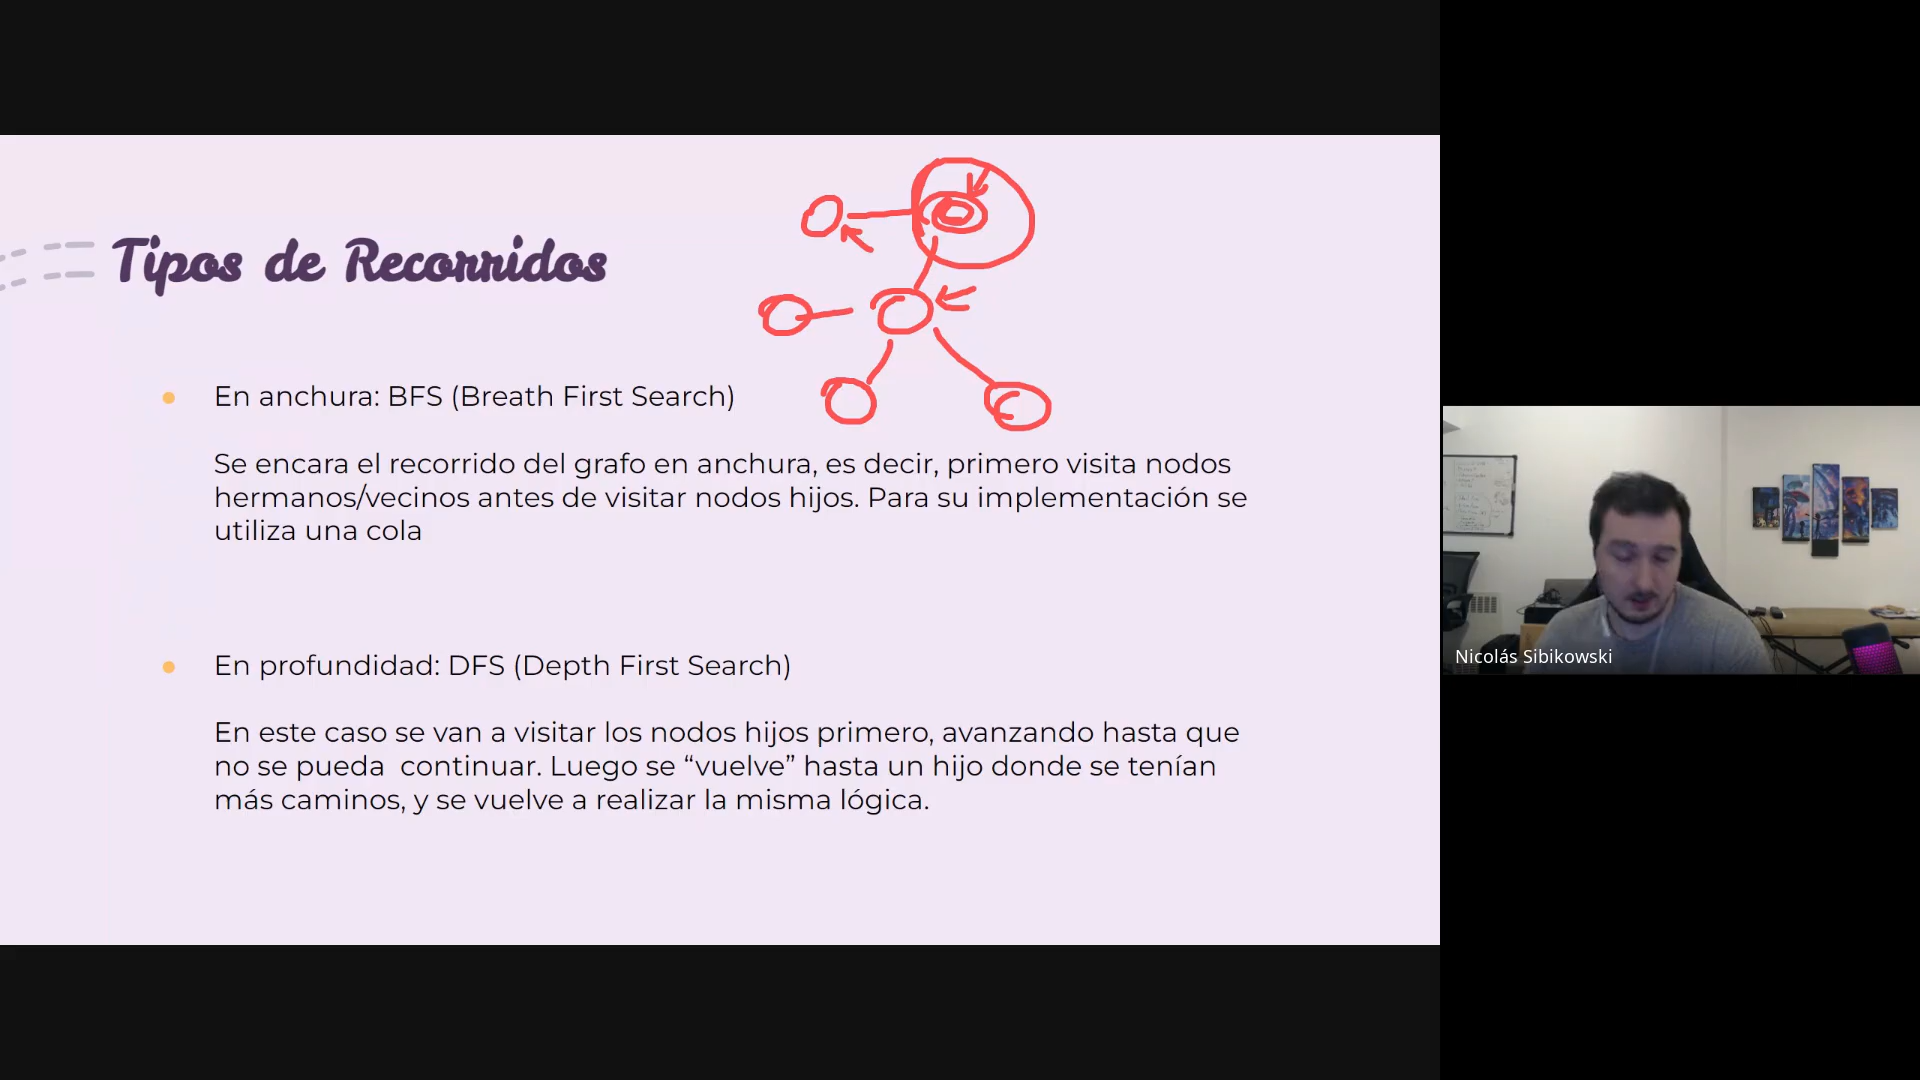 Tipos de Recorridos
En anchura: BFS (Breath First Search)
Se encara el recorrido del grafo en anchura, es decir, primero visita nodos
hermanos/vecinos antes de visitar nodos hijos. Para su implementación se
utiliza una cola
En profundidad: DFS (Depth First Search)
En este caso se van a visitar los nodos hijos primero, avanzando hasta que
no se pueda  continuar. Luego se “vuelve” hasta un hijo donde se tenían
más caminos, y se vuelve a realizar la misma lógica.
Nicolás Sibikowski